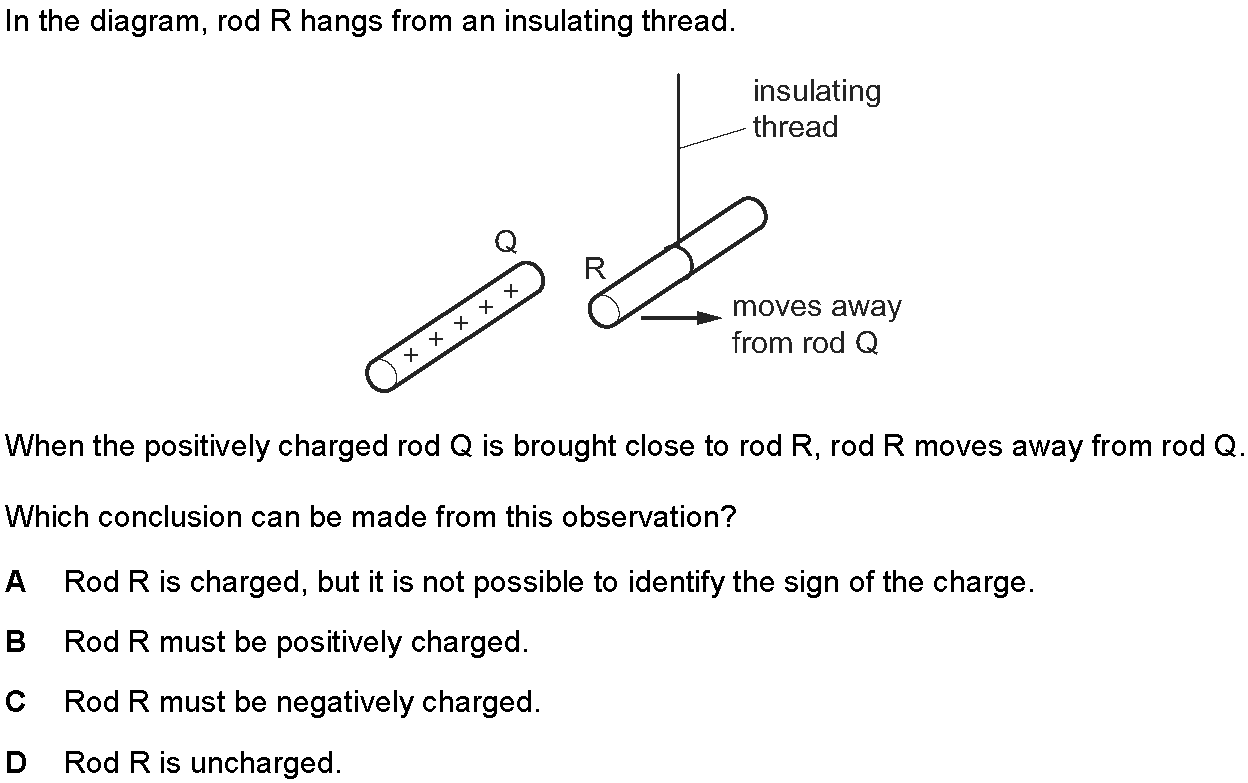 In the diagram, rod R hangs from an insulating thread.
insulating
thread
Q
R
+ + + + +
moves away
from rod Q
When the positively charged rod Q is brought close to rod R, rod R moves away from rod Q.
Which conclusion can be made from this observation?
A Rod R is charged, but it is not possible to identify the sign of the charge.
B Rod R must be positively charged.
C Rod R must be negatively charged.
D Rod R is uncharged.